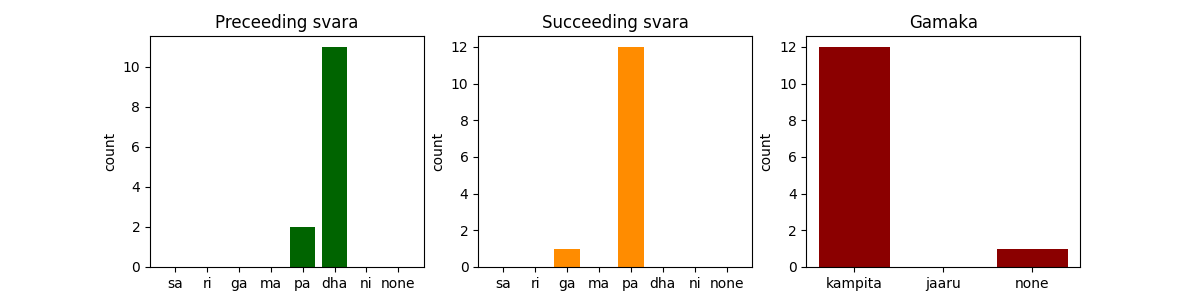 Preceeding svara
count
10
8
6
4
2
0
sa ri ga ma pa dha ni none
Succeeding svara
count
12
10
8
6
4
2
0
sa ri ga ma pa dha ni none
Gamaka
count
12
10
8
6
4
2
0
kampita jaaru none